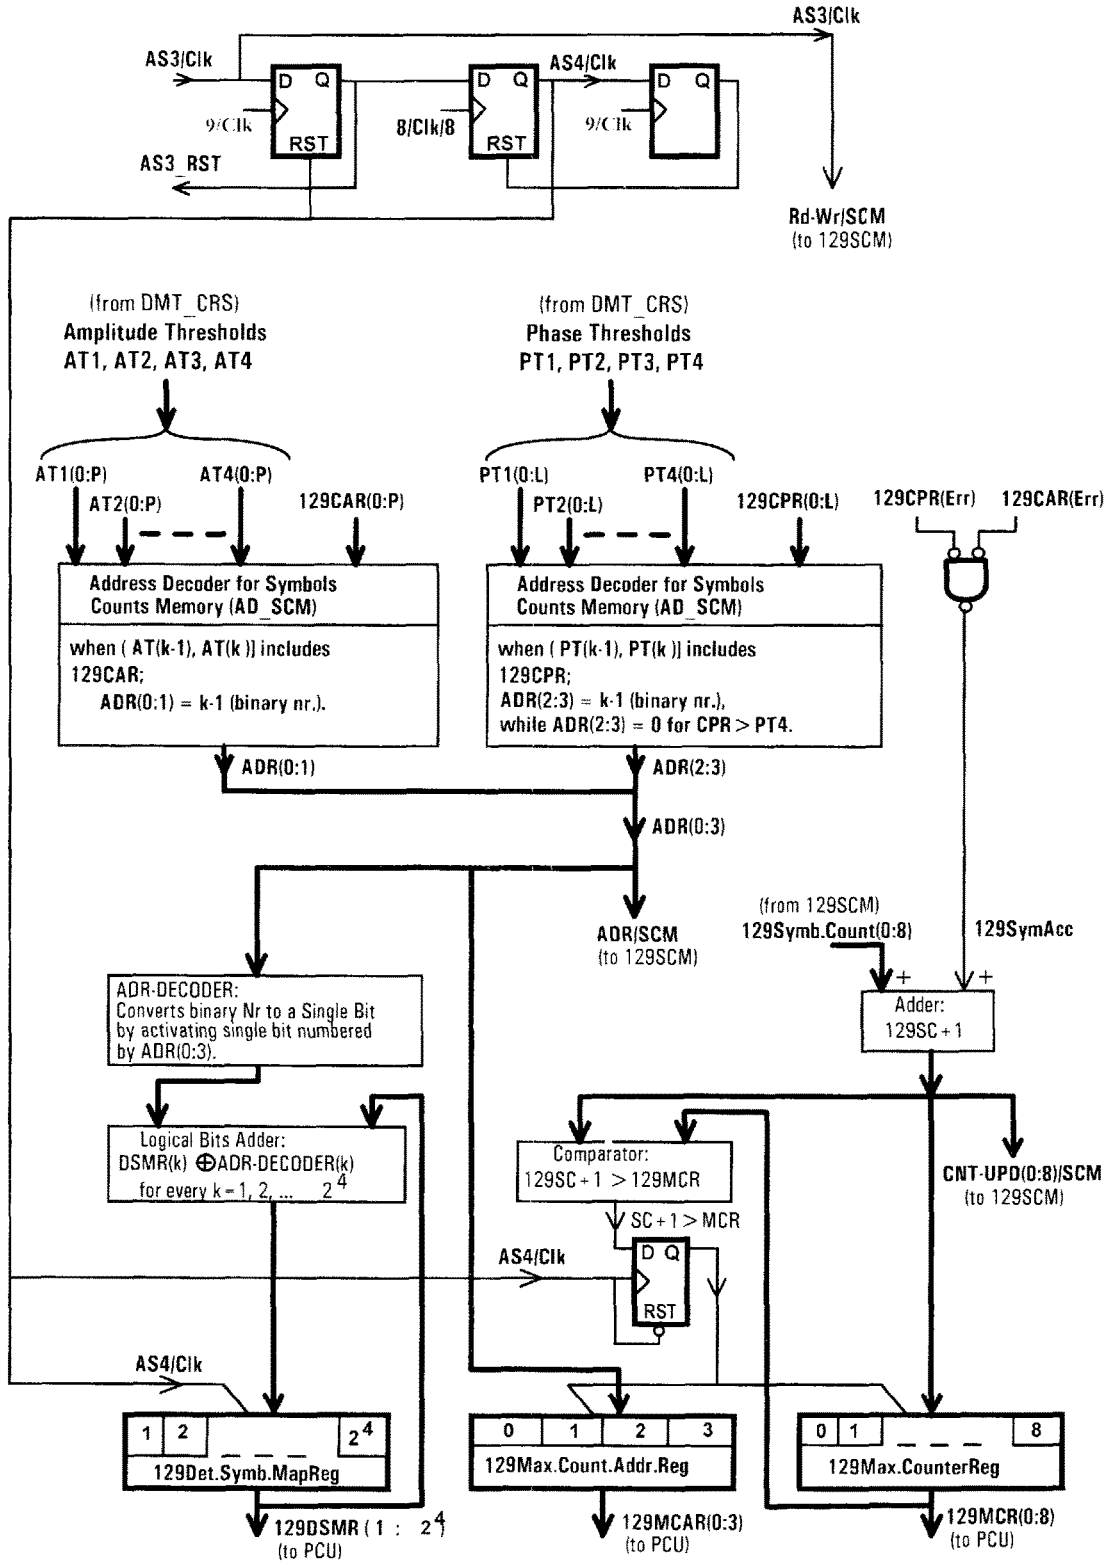 AS3/Clk
AS3/Clk
D Q
D Q
AS4/Clk
D Q
9/Clk
8/Clk/8
9/Clk
RST
RST
AS3_RST
Rd-Wr/SCM
(to 129SCM)
(from DMT_CRS)
Amplitude Thresholds
AT1, AT2, AT3, AT4
(from DMT_CRS)
Phase Thresholds
PT1, PT2, PT3, PT4
AT1(0:P)
AT2(0:P)
AT4(0:P)
129CAR(0:P)
PT1(0:L)
PT2(0:L)
PT4(0:L)
129CPR(0:L)
129CPR(Err)
129CAR(Err)
Address Decoder for Symbols
Counts Memory (AD_SCM)
when ( AT(k-1), AT(k )] includes
129CAR;
ADR(0:1) = k-1 (binary nr.).
Address Decoder for Symbols
Counts Memory (AD_SCM)
when ( PT(k-1), PT(k )] includes
129CPR;
ADR(2:3) = k-1 (binary nr.),
while ADR(2:3) = 0 for CPR > PT4.
ADR(0:1)
ADR(2:3)
ADR(0:3)
ADR/SCM
(to 129SCM)
(from 129SCM)
129Symb.Count(0:8)
129SymAcc
+
+
Adder:
129SC+1
ADR-DECODER:
Converts binary Nr to a Single Bit
by activating single bit numbered
by ADR(0:3).
Logical Bits Adder:
DSMR(k) ⊕ADR-DECODER(k)
for every k = 1, 2, ... 2^4
Comparator:
129SC+1 > 129MCR
CNT-UPD(0:8)/SCM
(to 129SCM)
SC+1 > MCR
AS4/Clk
D Q
RST
AS4/Clk
1 2 2^4
129Det.Symb.MapReg
0 1 2 3
129Max.Count.Addr.Reg
0 1 8
129Max.CounterReg
129DSMR ( 1 : 2^4)
(to PCU)
129MCAR(0:3)
(to PCU)
129MCR(0:8)
(to PCU)